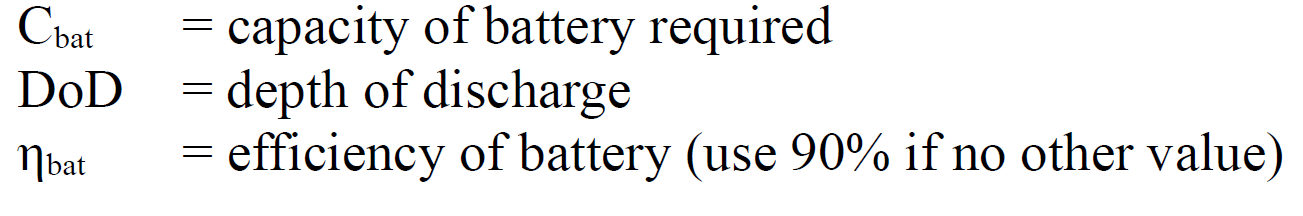 C_bat = capacity of battery required
DoD = depth of discharge
η_bat = efficiency of battery (use 90% if no other value)